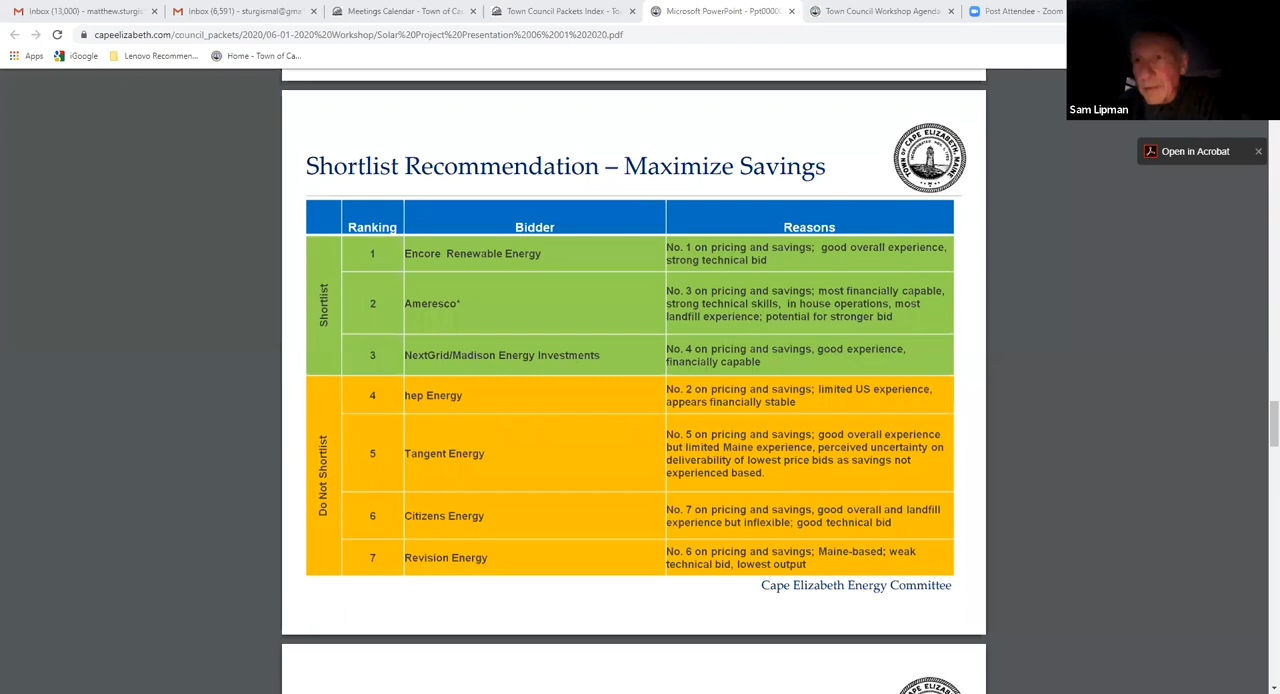 Inbox (13,000) - matthew.sturgis
Inbox (6,591) - sturgismal@gma
Meetings Calendar - Town of Ca
Town Council Packets Index - To
Microsoft PowerPoint - Ppt0000
Town Council Workshop Agenda
Post Attendee - Zoom
capeelizabeth.com/council_packets/2020/06-01-2020%20Workshop/Solar%20Project%20Presentation%2006%2001%202020.pdf
Apps
iGoogle
Lenovo Recommen...
Home - Town of Ca...
Sam Lipman
Open in Acrobat
TOWN OF CAPE ELIZABETH, MAINE
Shortlist Recommendation – Maximize Savings
Ranking
Bidder
Reasons
Shortlist
1
Encore Renewable Energy
No. 1 on pricing and savings; good overall experience,
strong technical bid
2
Ameresco*
No. 3 on pricing and savings; most financially capable,
strong technical skills, in house operations, most
landfill experience; potential for stronger bid
3
NextGrid/Madison Energy Investments
No. 4 on pricing and savings, good experience,
financially capable
Do Not Shortlist
4
hep Energy
No. 2 on pricing and savings; limited US experience,
appears financially stable
5
Tangent Energy
No. 5 on pricing and savings; good overall experience
but limited Maine experience, perceived uncertainty on
deliverability of lowest price bids as savings not
experienced based.
6
Citizens Energy
No. 7 on pricing and savings, good overall and landfill
experience but inflexible; good technical bid
7
Revision Energy
No. 6 on pricing and savings; Maine-based; weak
technical bid, lowest output
Cape Elizabeth Energy Committee